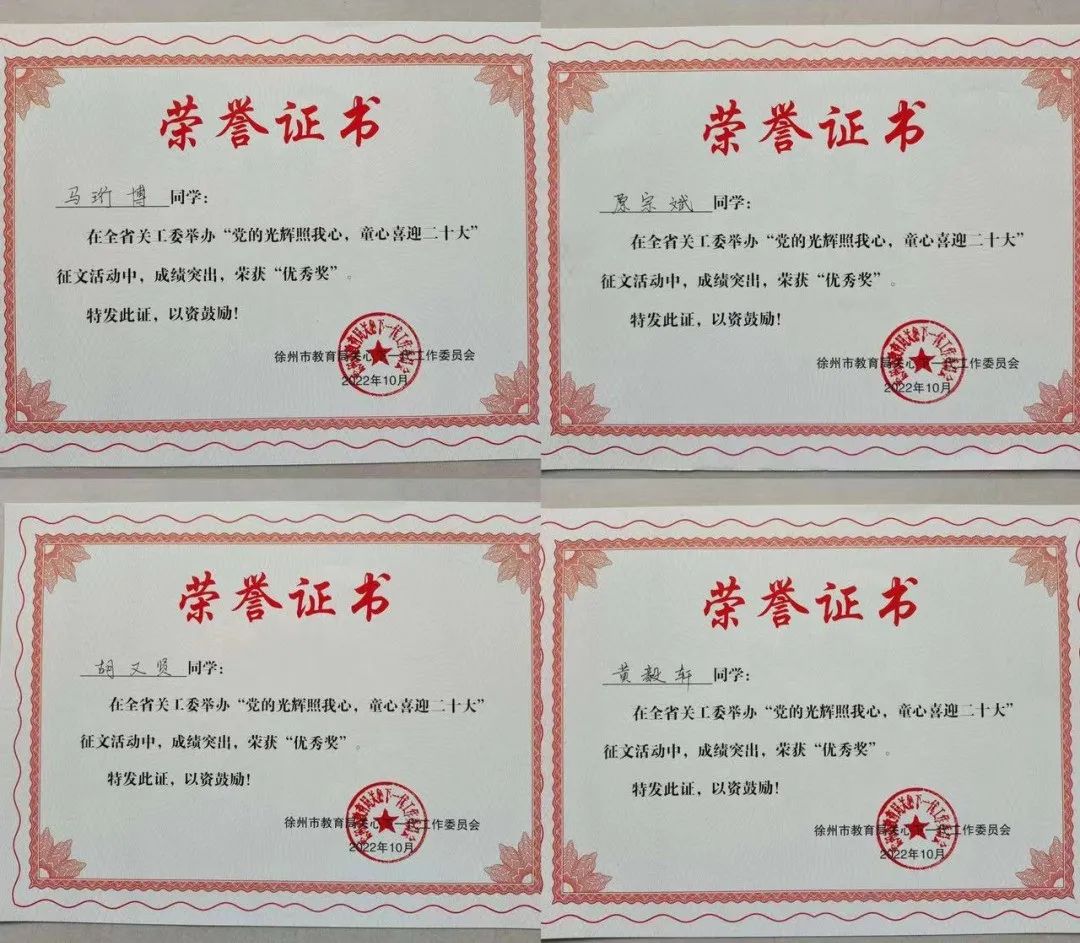 荣誉证书
马珩博同学：
在全省关工委举办“党的光辉照我心，童心喜迎二十大”
征文活动中，成绩突出，荣获“优秀奖”。
特发此证，以资鼓励！
徐州市教育局关心下一代工作委员会
2022年10月
荣誉证书
原宗斌同学：
在全省关工委举办“党的光辉照我心，童心喜迎二十大”
征文活动中，成绩突出，荣获“优秀奖”。
特发此证，以资鼓励！
徐州市教育局关心下一代工作委员会
2022年10月
荣誉证书
胡又贤同学：
在全省关工委举办“党的光辉照我心，童心喜迎二十大”
征文活动中，成绩突出，荣获“优秀奖”。
特发此证，以资鼓励！
徐州市教育局关心下一代工作委员会
2022年10月
荣誉证书
黄毅轩同学：
在全省关工委举办“党的光辉照我心，童心喜迎二十大”
征文活动中，成绩突出，荣获“优秀奖”。
特发此证，以资鼓励！
徐州市教育局关心下一代工作委员会
2022年10月